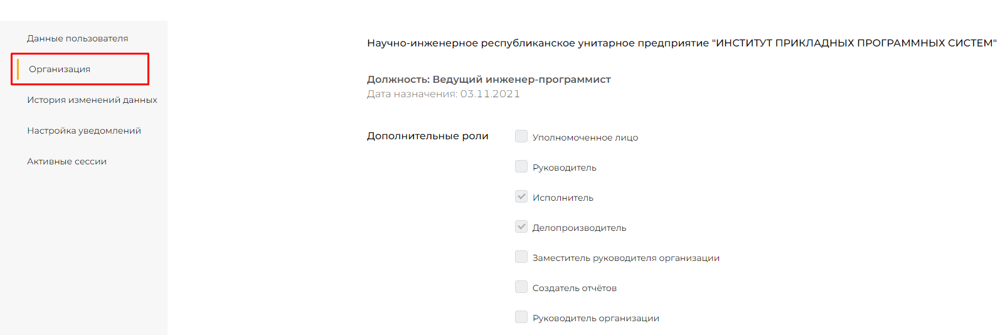 Данные пользователя
Организация
История изменений данных
Настройка уведомлений
Активные сессии
Научно-инженерное республиканское унитарное предприятие "ИНСТИТУТ ПРИКЛАДНЫХ ПРОГРАММНЫХ СИСТЕМ"
Должность: Ведущий инженер-программист
Дата назначения: 03.11.2021
Дополнительные роли
Уполномоченное лицо
Руководитель
Исполнитель
Делопроизводитель
Заместитель руководителя организации
Создатель отчётов
Руководитель организации